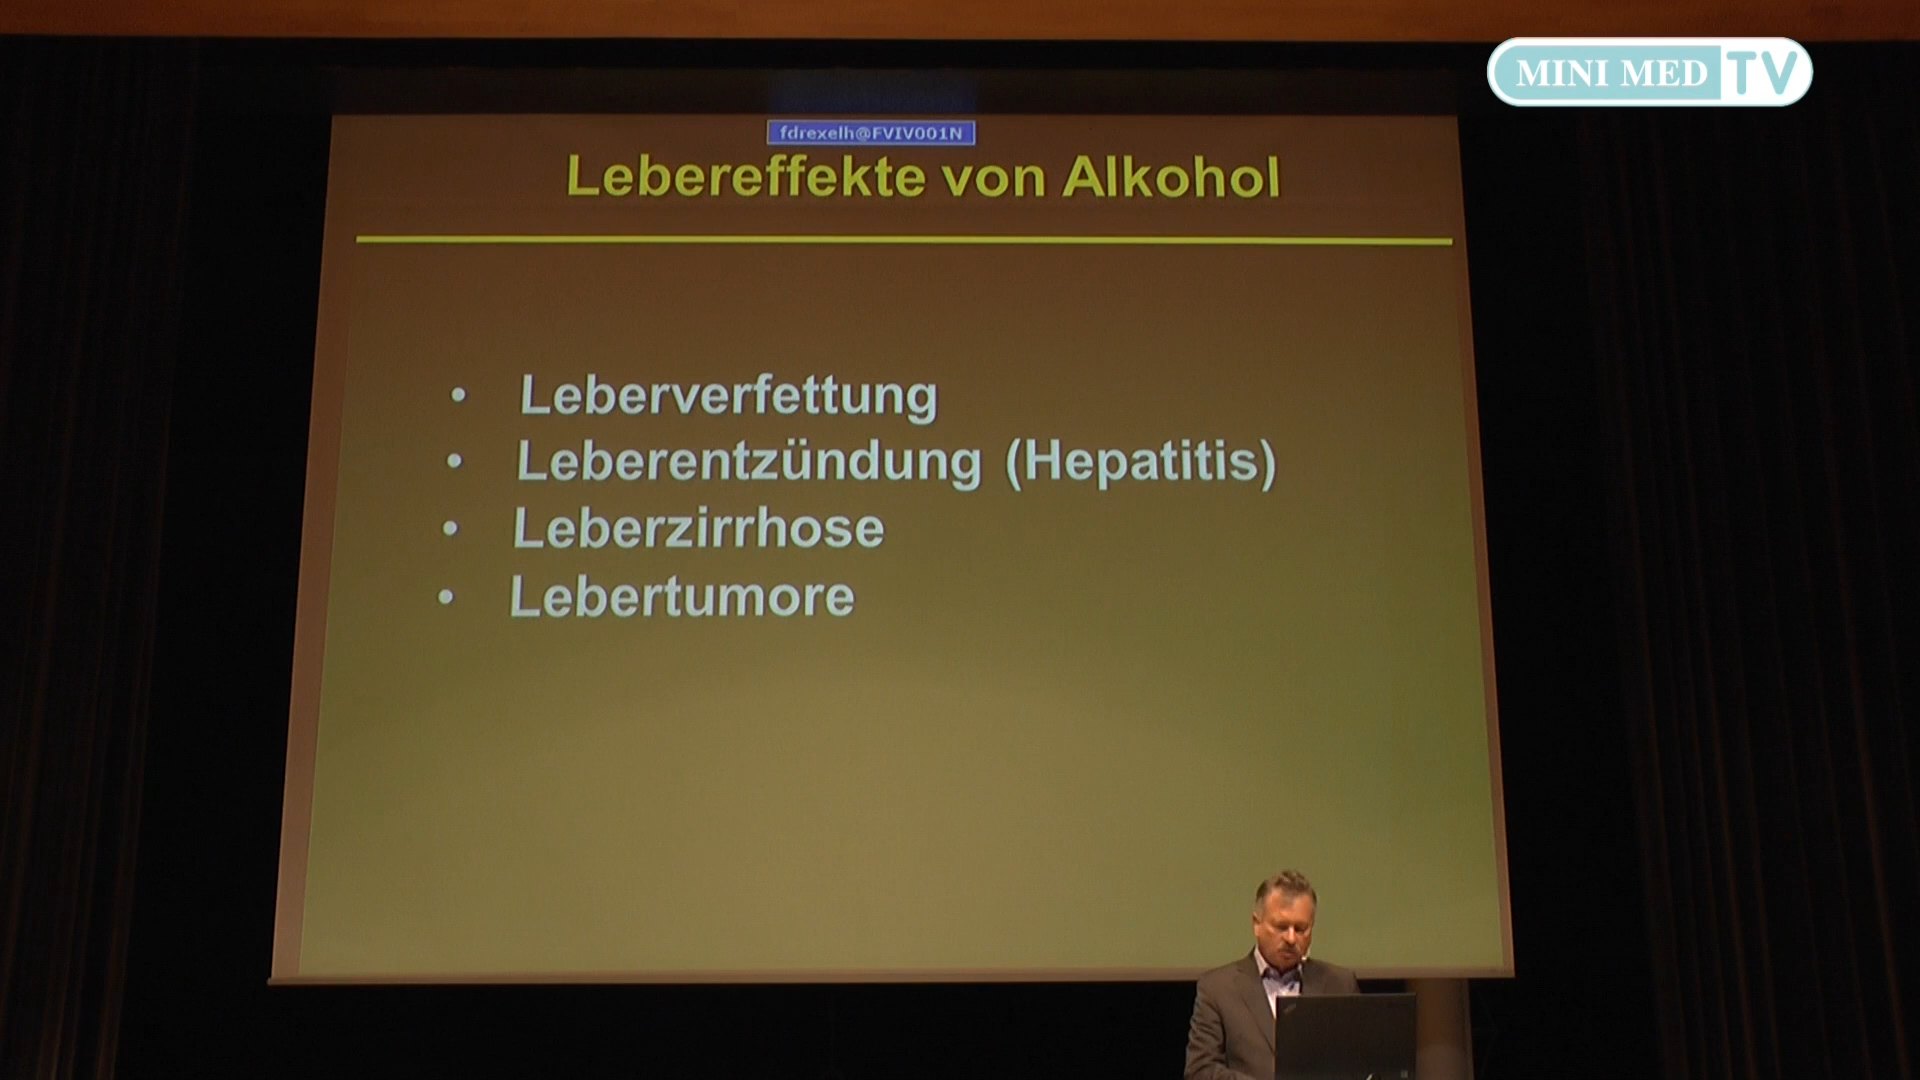 MINI MED TV
fdrexelh@FVIV001N
Lebereffekte von Alkohol
• Leberverfettung
• Leberentzündung (Hepatitis)
• Leberzirrhose
• Lebertumore